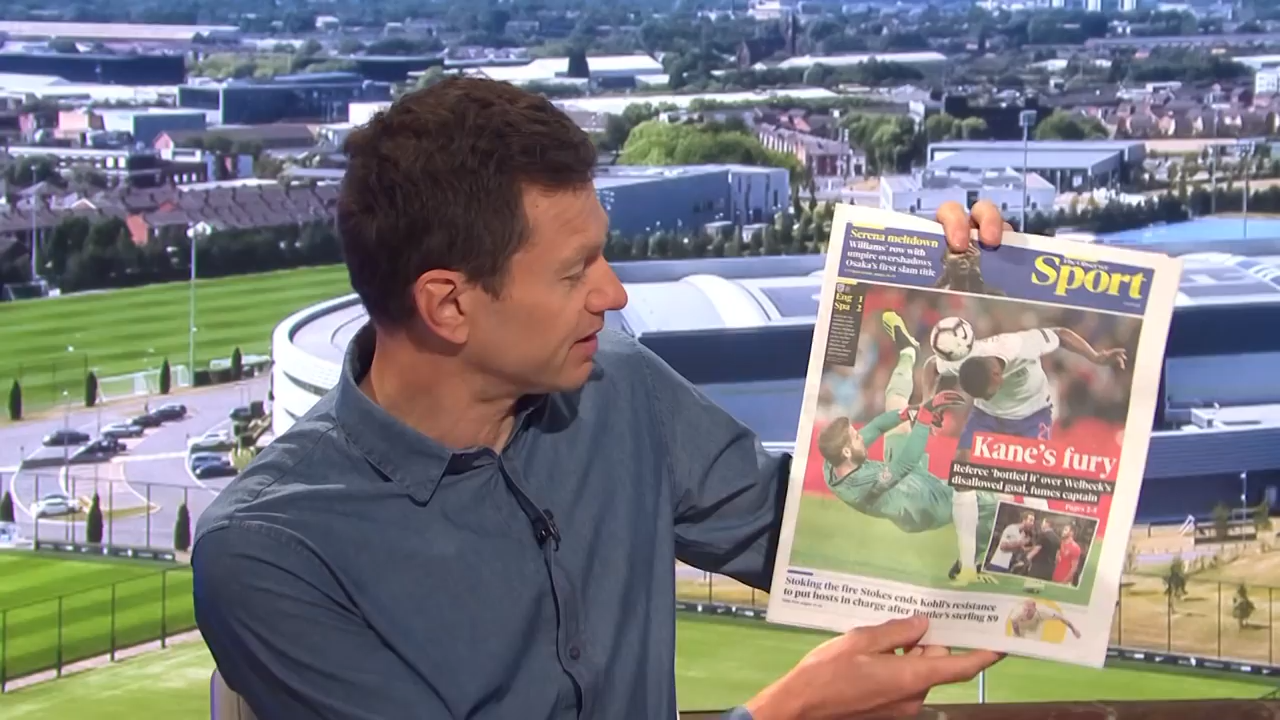 Serena meltdown
Williams' row with
umpire overshadows
Osaka's first slam title
Sport
Eng 1
Spa 2
Kane's fury
Referee 'bottled it' over Welbeck's
disallowed goal, fumes captain
Pages 2-4
Stoking the fire Stokes ends Kohli's resistance
to put hosts in charge after Buttler's sterling 89